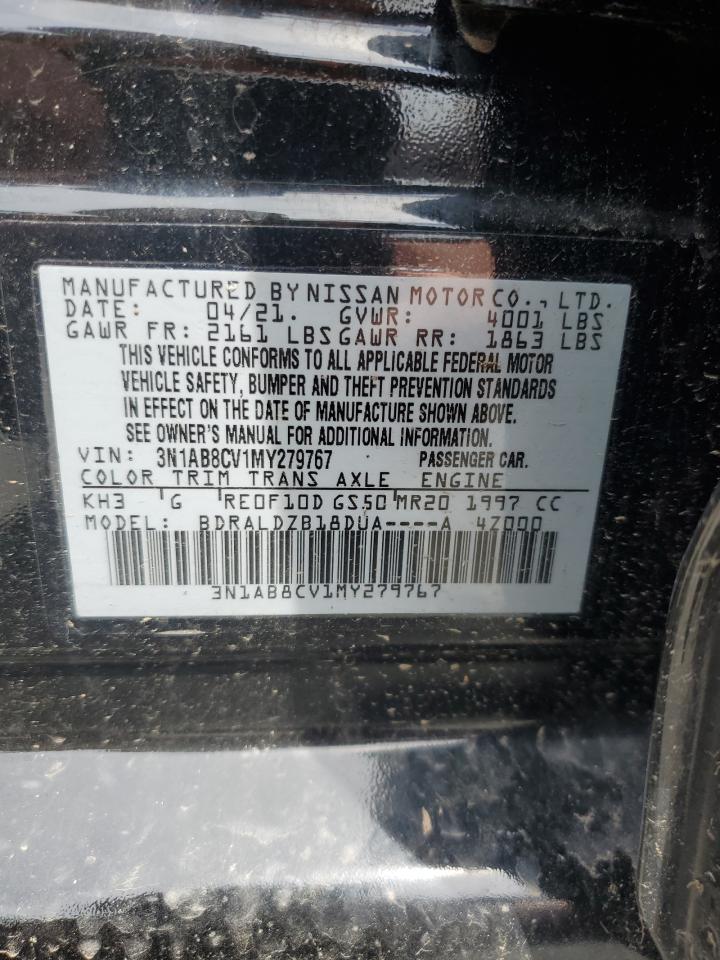 MANUFACTURED BY NISSAN MOTOR CO., LTD.
DATE: 04/21. GVWR: 4001 LBS
GAWR FR: 2161 LBS GAWR RR: 1863 LBS
THIS VEHICLE CONFORMS TO ALL APPLICABLE FEDERAL MOTOR
VEHICLE SAFETY, BUMPER AND THEFT PREVENTION STANDARDS
IN EFFECT ON THE DATE OF MANUFACTURE SHOWN ABOVE.
SEE OWNER'S MANUAL FOR ADDITIONAL INFORMATION.
VIN: 3N1AB8CV1MY279767 PASSENGER CAR.
COLOR TRIM TRANS AXLE ENGINE
KH3 G RE0F10D GS50 MR20 1997 CC
MODEL: BDRALDZB18DUA----A 4Z000
3N1AB8CV1MY279767